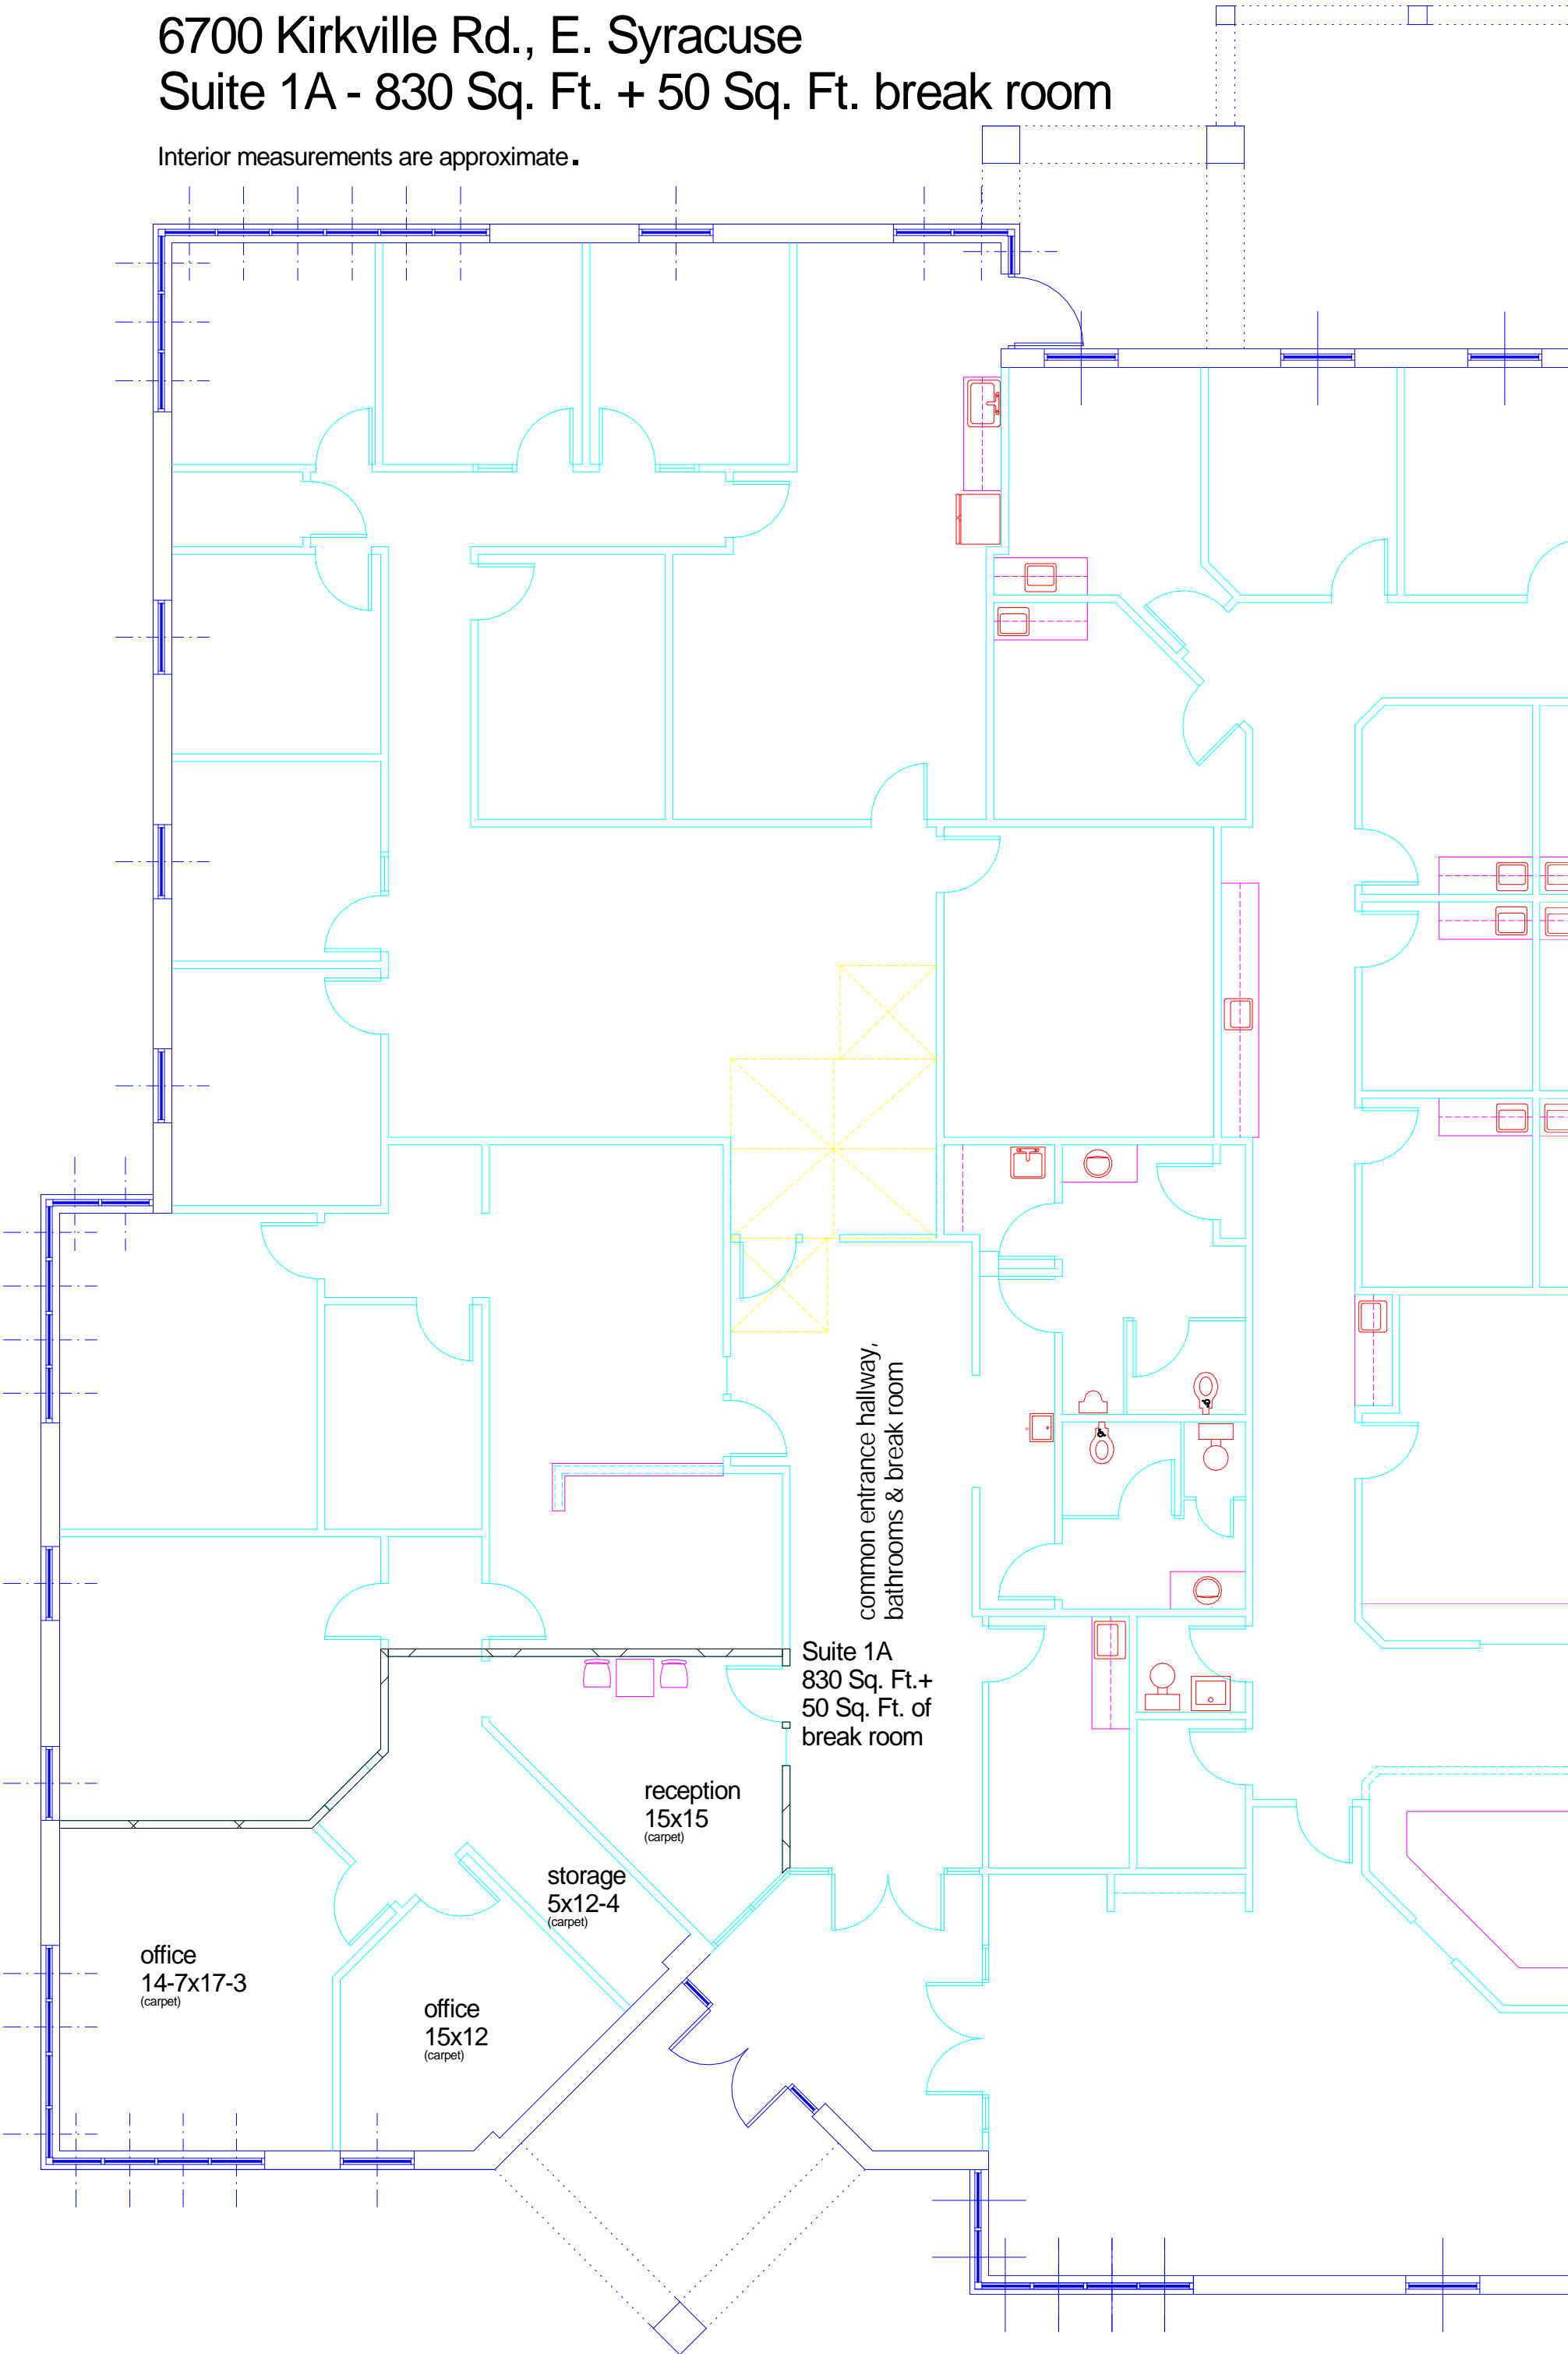 6700 Kirkville Rd., E. Syracuse
Suite 1A - 830 Sq. Ft. + 50 Sq. Ft. break room
Interior measurements are approximate.
common entrance hallway,
bathrooms & break room
Suite 1A
830 Sq. Ft.+
50 Sq. Ft. of
break room
reception
15x15
(carpet)
storage
5x12-4
(carpet)
office
14-7x17-3
(carpet)
office
15x12
(carpet)